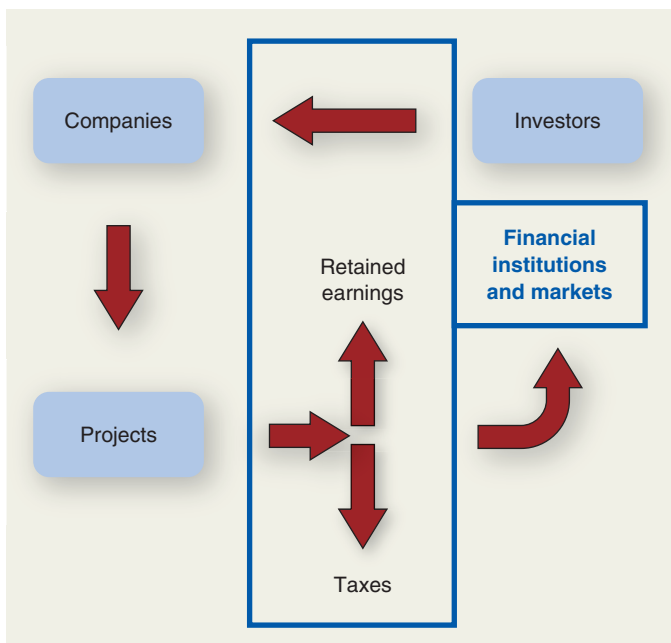 Companies
Investors
Financial
institutions
and markets
Retained
earnings
Projects
Taxes